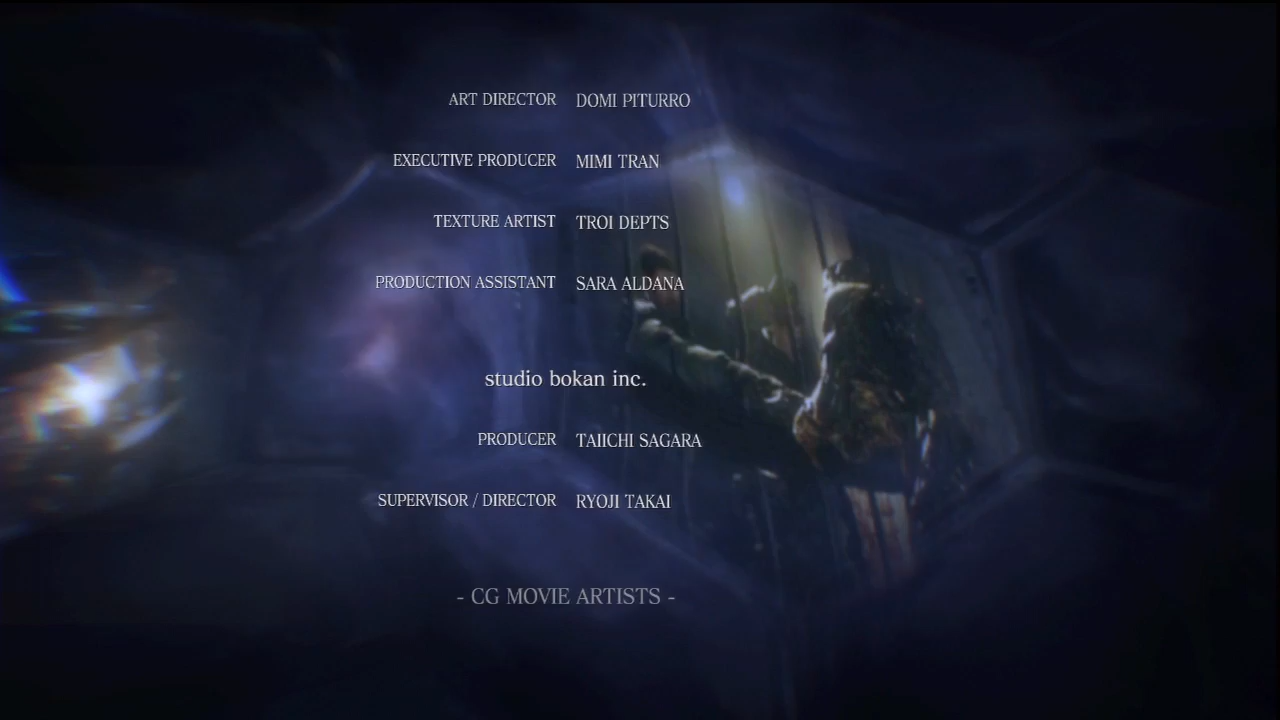 ART DIRECTOR DOMI PITURRO
EXECUTIVE PRODUCER MIMI TRAN
TEXTURE ARTIST TROI DEPTS
PRODUCTION ASSISTANT SARA ALDANA
studio bokan inc.
PRODUCER TAIICHI SAGARA
SUPERVISOR / DIRECTOR RYOJI TAKAI
- CG MOVIE ARTISTS -